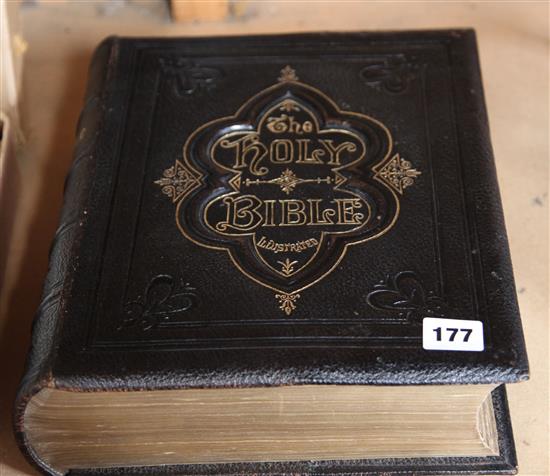 The
HOLY
BIBLE
ILLUSTRATED
177